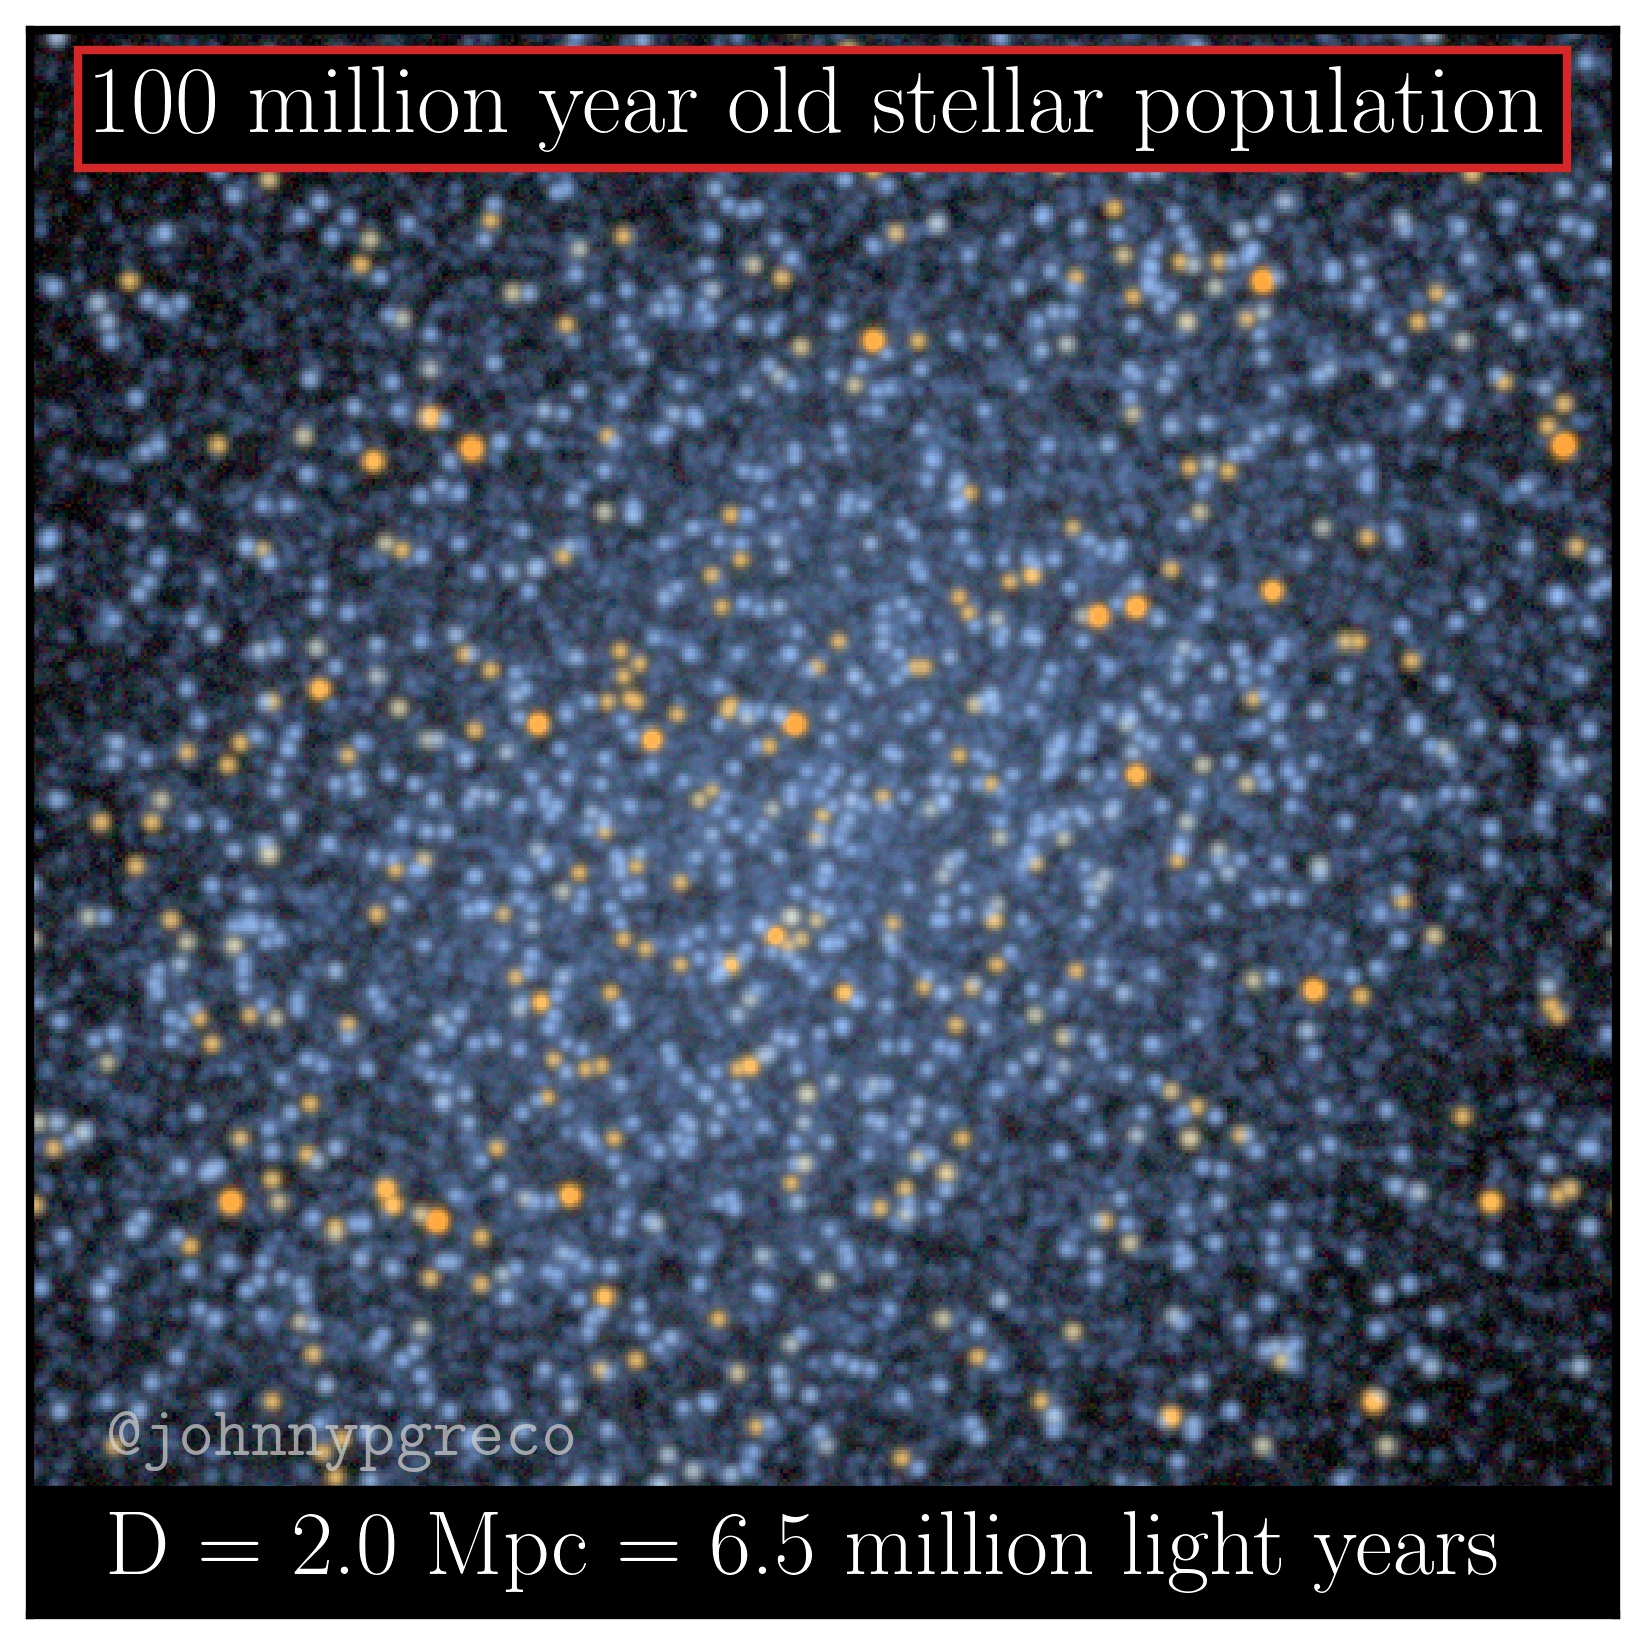 100 million year old stellar population
@johnnypgreco
D = 2.0 Mpc = 6.5 million light years